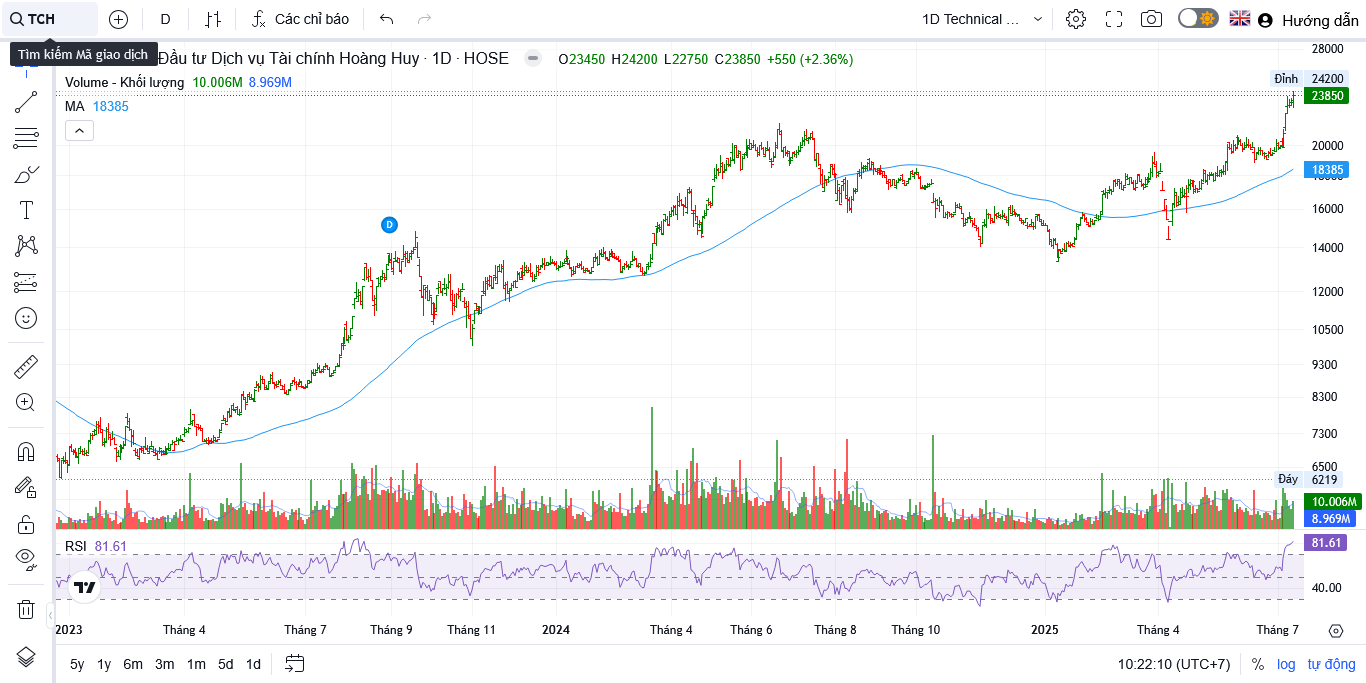 TCH
D
Các chỉ báo
1D Technical ...
Hướng dẫn
Tìm kiếm Mã giao dịch
Đầu tư Dịch vụ Tài chính Hoàng Huy · 1D · HOSE
O23450 H24200 L22750 C23850 +550 (+2.36%)
Volume - Khối lượng 10.006M 8.969M
MA 18385
D
28000
Đỉnh 24200
23850
20000
18385
16000
14000
12000
10500
9300
8300
7300
6500
Đáy 6219
10.006M
8.969M
RSI 81.61
81.61
40.00
2023 Tháng 4 Tháng 7 Tháng 9 Tháng 11 2024 Tháng 4 Tháng 6 Tháng 8 Tháng 10 2025 Tháng 4 Tháng 7
5y 1y 6m 3m 1m 5d 1d
10:22:10 (UTC+7) % log tự động